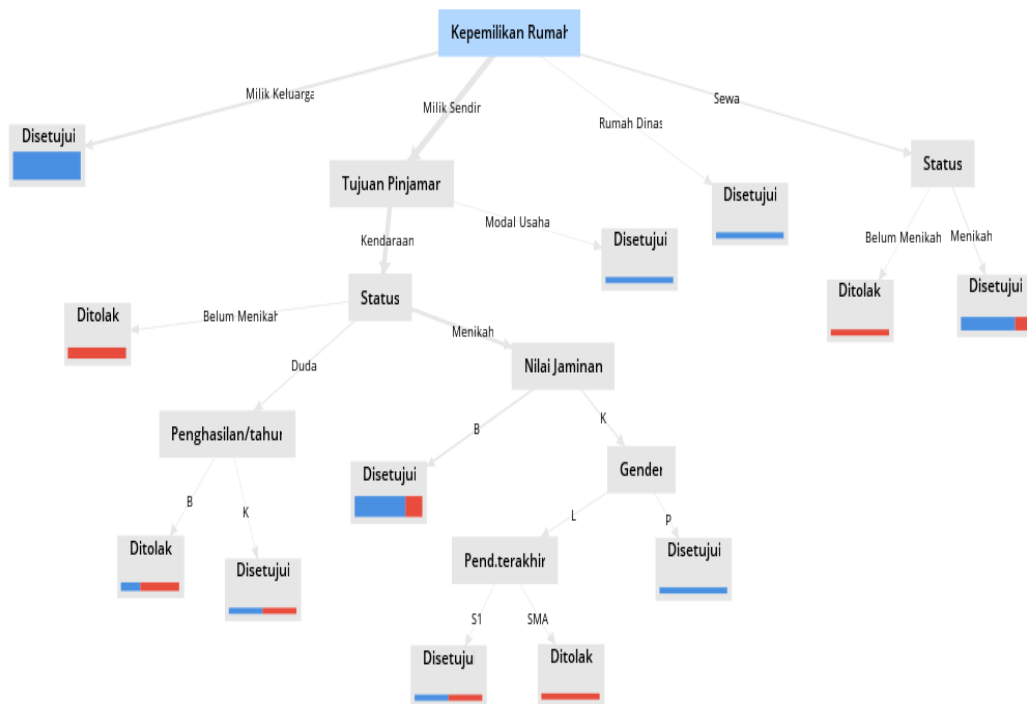 Kepemilikan Rumah
Milik Keluarga
Milik Sendir
Rumah Dinas
Sewa
Disetujui
Tujuan Pinjamar
Disetujui
Status
Kendaraan
Modal Usaha
Disetujui
Belum Menikah
Menikah
Status
Ditolak
Disetujui
Ditolak
Belum Menikah
Duda
Menikah
Nilai Jaminan
Penghasilan/tahur
B
K
Disetujui
Gender
B
K
L
P
Ditolak
Disetujui
Pend.terakhir
Disetujui
S1
SMA
Disetuju
Ditolak